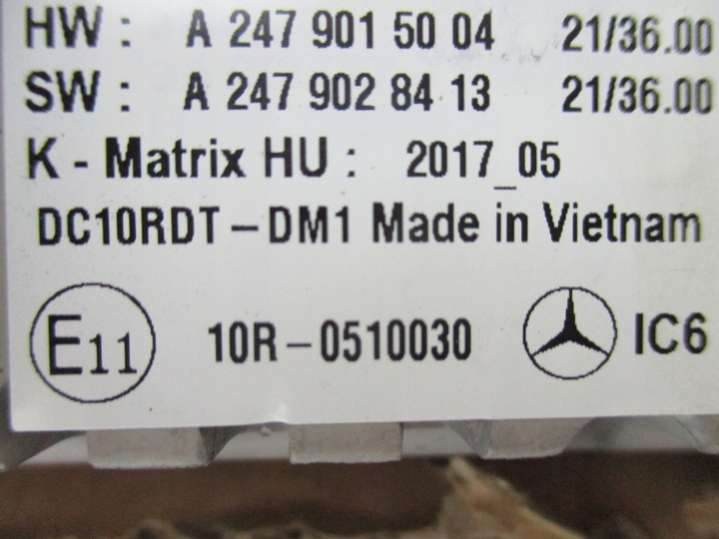 HW : A 247 901 50 04 21/36.00
SW : A 247 902 84 13 21/36.00
K - Matrix HU : 2017_05
DC10RDT – DM1 Made in Vietnam
E11 10R – 0510030 IC6